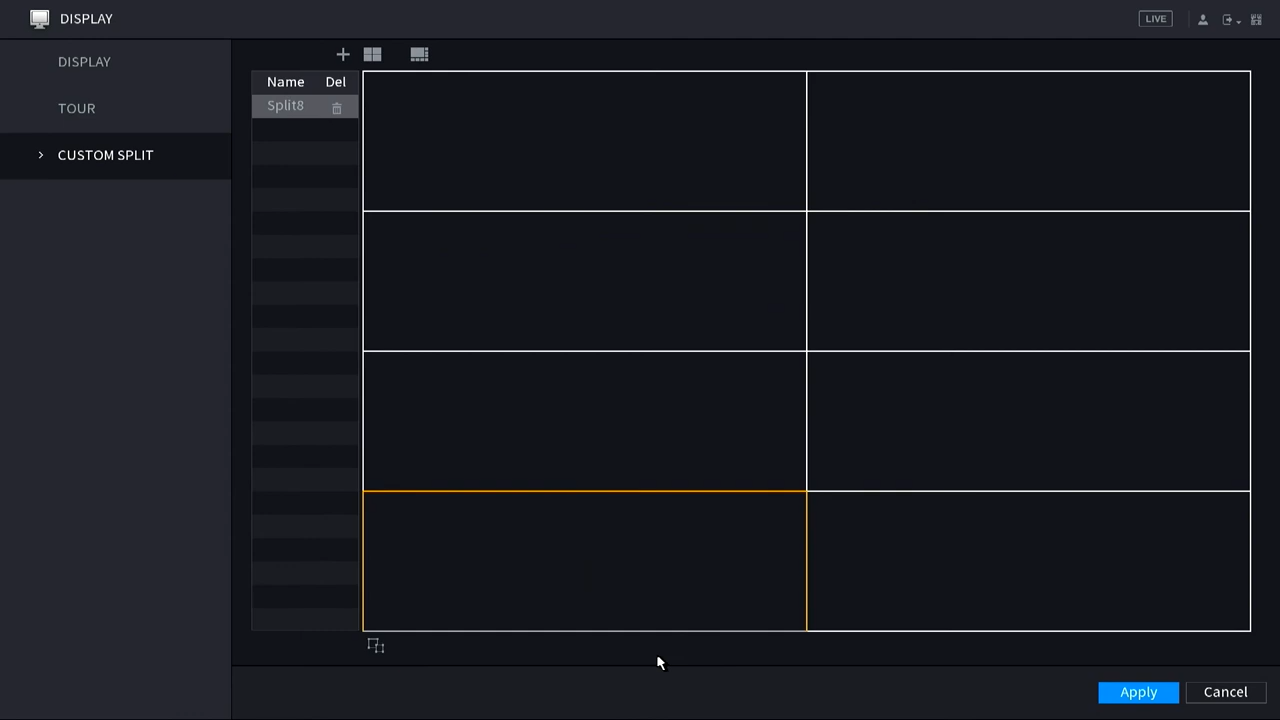 DISPLAY
LIVE
DISPLAY
TOUR
CUSTOM SPLIT
Name Del
Split8
Apply Cancel